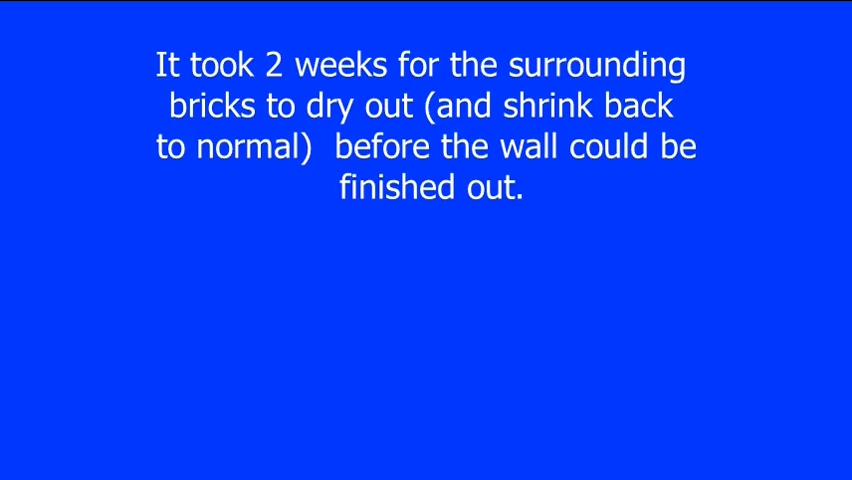 It took 2 weeks for the surrounding
bricks to dry out (and shrink back
to normal)  before the wall could be
finished out.